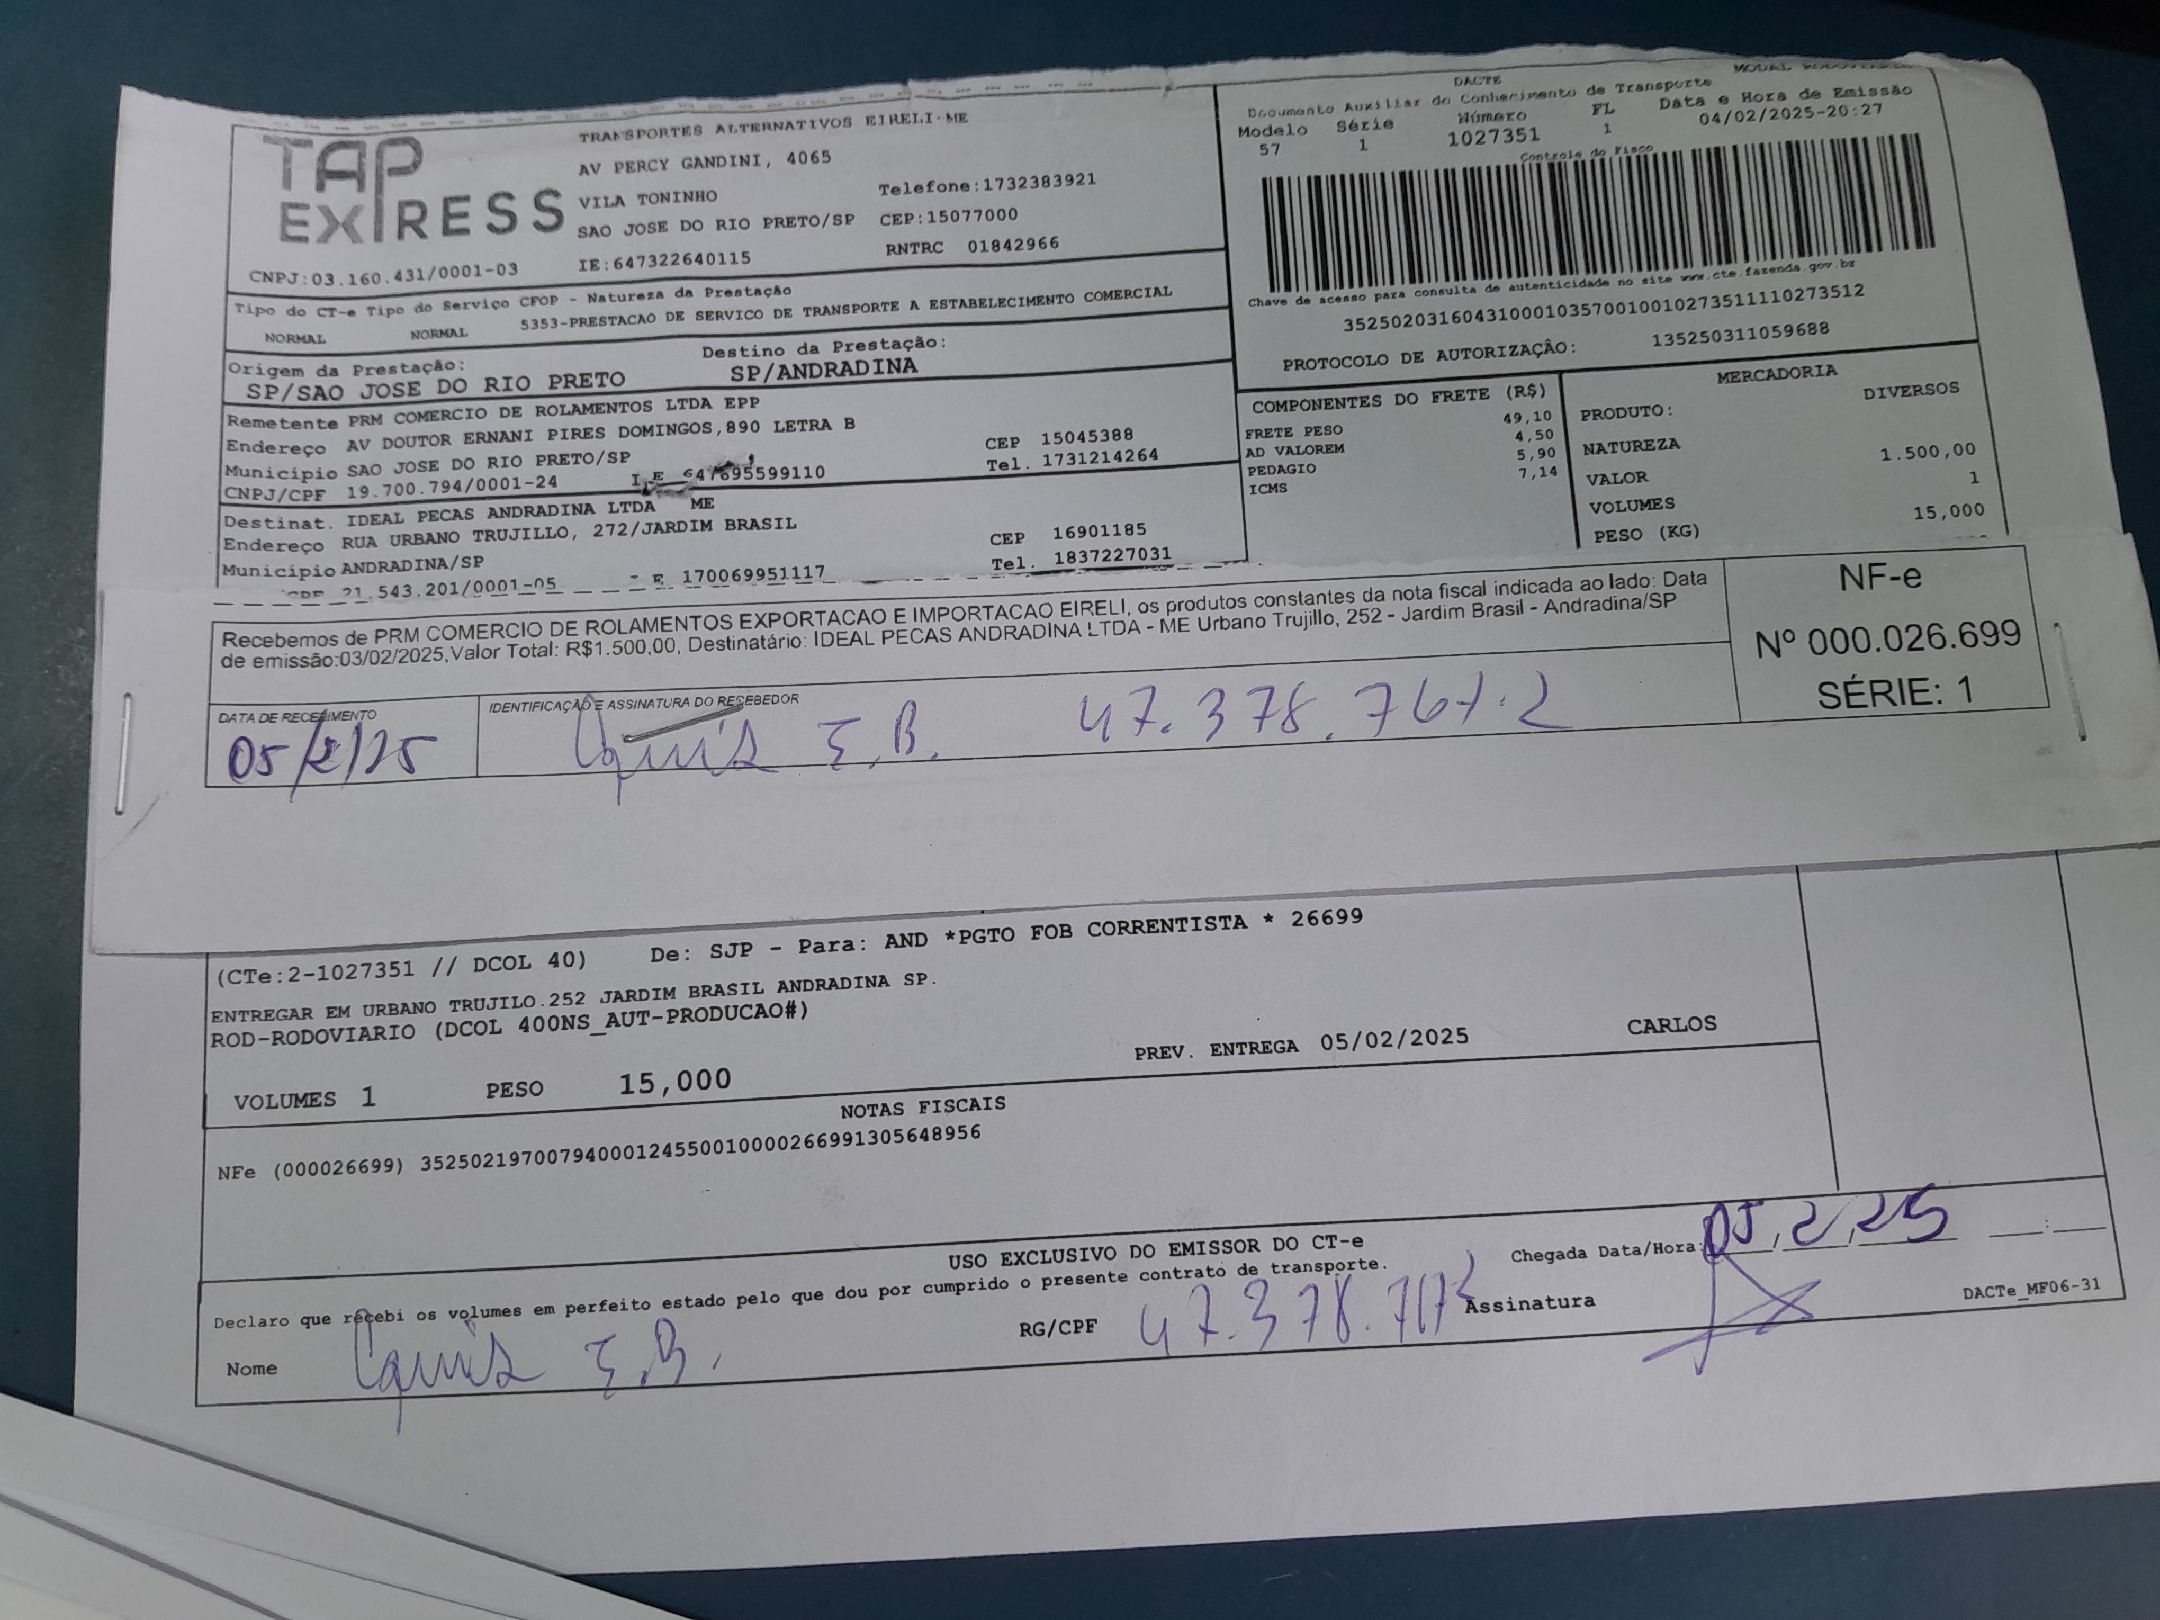 DACTE
Documento Auxiliar do Conhecimento de Transporte
Modelo Série Número FL Data e Hora de Emissão
57 1 1027351 1 04/02/2025-20:27
Controle do Fisco
TAP EXPRESS
TRANSPORTES ALTERNATIVOS EIRELI-ME
AV PERCY GANDINI, 4065
VILA TONINHO Telefone:1732383921
SAO JOSE DO RIO PRETO/SP CEP:15077000
CNPJ:03.160.431/0001-03 IE:647322640115 RNTRC 01842966
Chave de acesso para consulta de autenticidade no site www.cte.fazenda.gov.br
35250203160431000103570010010273511110273512
PROTOCOLO DE AUTORIZAÇÂO: 135250311059688
Tipo do CT-e Tipo do Serviço CFOP - Natureza da Prestação
NORMAL NORMAL 5353-PRESTACAO DE SERVICO DE TRANSPORTE A ESTABELECIMENTO COMERCIAL
Origem da Prestação: Destino da Prestação:
SP/SAO JOSE DO RIO PRETO SP/ANDRADINA
Remetente PRM COMERCIO DE ROLAMENTOS LTDA EPP
Endereço AV DOUTOR ERNANI PIRES DOMINGOS,890 LETRA B CEP 15045388
Municipio SAO JOSE DO RIO PRETO/SP Tel. 1731214264
CNPJ/CPF 19.700.794/0001-24 I.E 647695599110
Destinat. IDEAL PECAS ANDRADINA LTDA ME
Endereço RUA URBANO TRUJILLO, 272/JARDIM BRASIL CEP 16901185
Município ANDRADINA/SP Tel. 1837227031
21.543.201/0001-05 170069951117
COMPONENTES DO FRETE (R$)
FRETE PESO 49,10
AD VALOREM 4,50
PEDAGIO 5,90
ICMS 7,14
MERCADORIA
PRODUTO: DIVERSOS
NATUREZA
VALOR 1.500,00
VOLUMES 1
PESO (KG) 15,000
Recebemos de PRM COMERCIO DE ROLAMENTOS EXPORTACAO E IMPORTACAO EIRELI, os produtos constantes da nota fiscal indicada ao lado: Data
de emissão:03/02/2025,Valor Total: R$1.500,00, Destinatário: IDEAL PECAS ANDRADINA LTDA - ME Urbano Trujillo, 252 - Jardim Brasil - Andradina/SP
NF-e
Nº 000.026.699
SÉRIE: 1
DATA DE RECEBIMENTO IDENTIFICAÇÃO E ASSINATURA DO RECEBEDOR
05/2/25 E.B. 47.378.767-2
(CTe:2-1027351 // DCOL 40) De: SJP - Para: AND *PGTO FOB CORRENTISTA * 26699
ENTREGAR EM URBANO TRUJILO.252 JARDIM BRASIL ANDRADINA SP.
ROD-RODOVIARIO (DCOL 400NS_AUT-PRODUCAO#)
PREV. ENTREGA 05/02/2025 CARLOS
VOLUMES 1 PESO 15,000
NOTAS FISCAIS
NFe (000026699) 35250219700794000124550010000266991305648956
USO EXCLUSIVO DO EMISSOR DO CT-e
Declaro que recebi os volumes em perfeito estado pelo que dou por cumprido o presente contrato de transporte.
Chegada Data/Hora: 05,2,25
Nome E.B. RG/CPF 47.378. Assinatura
DACTe_MF06-31